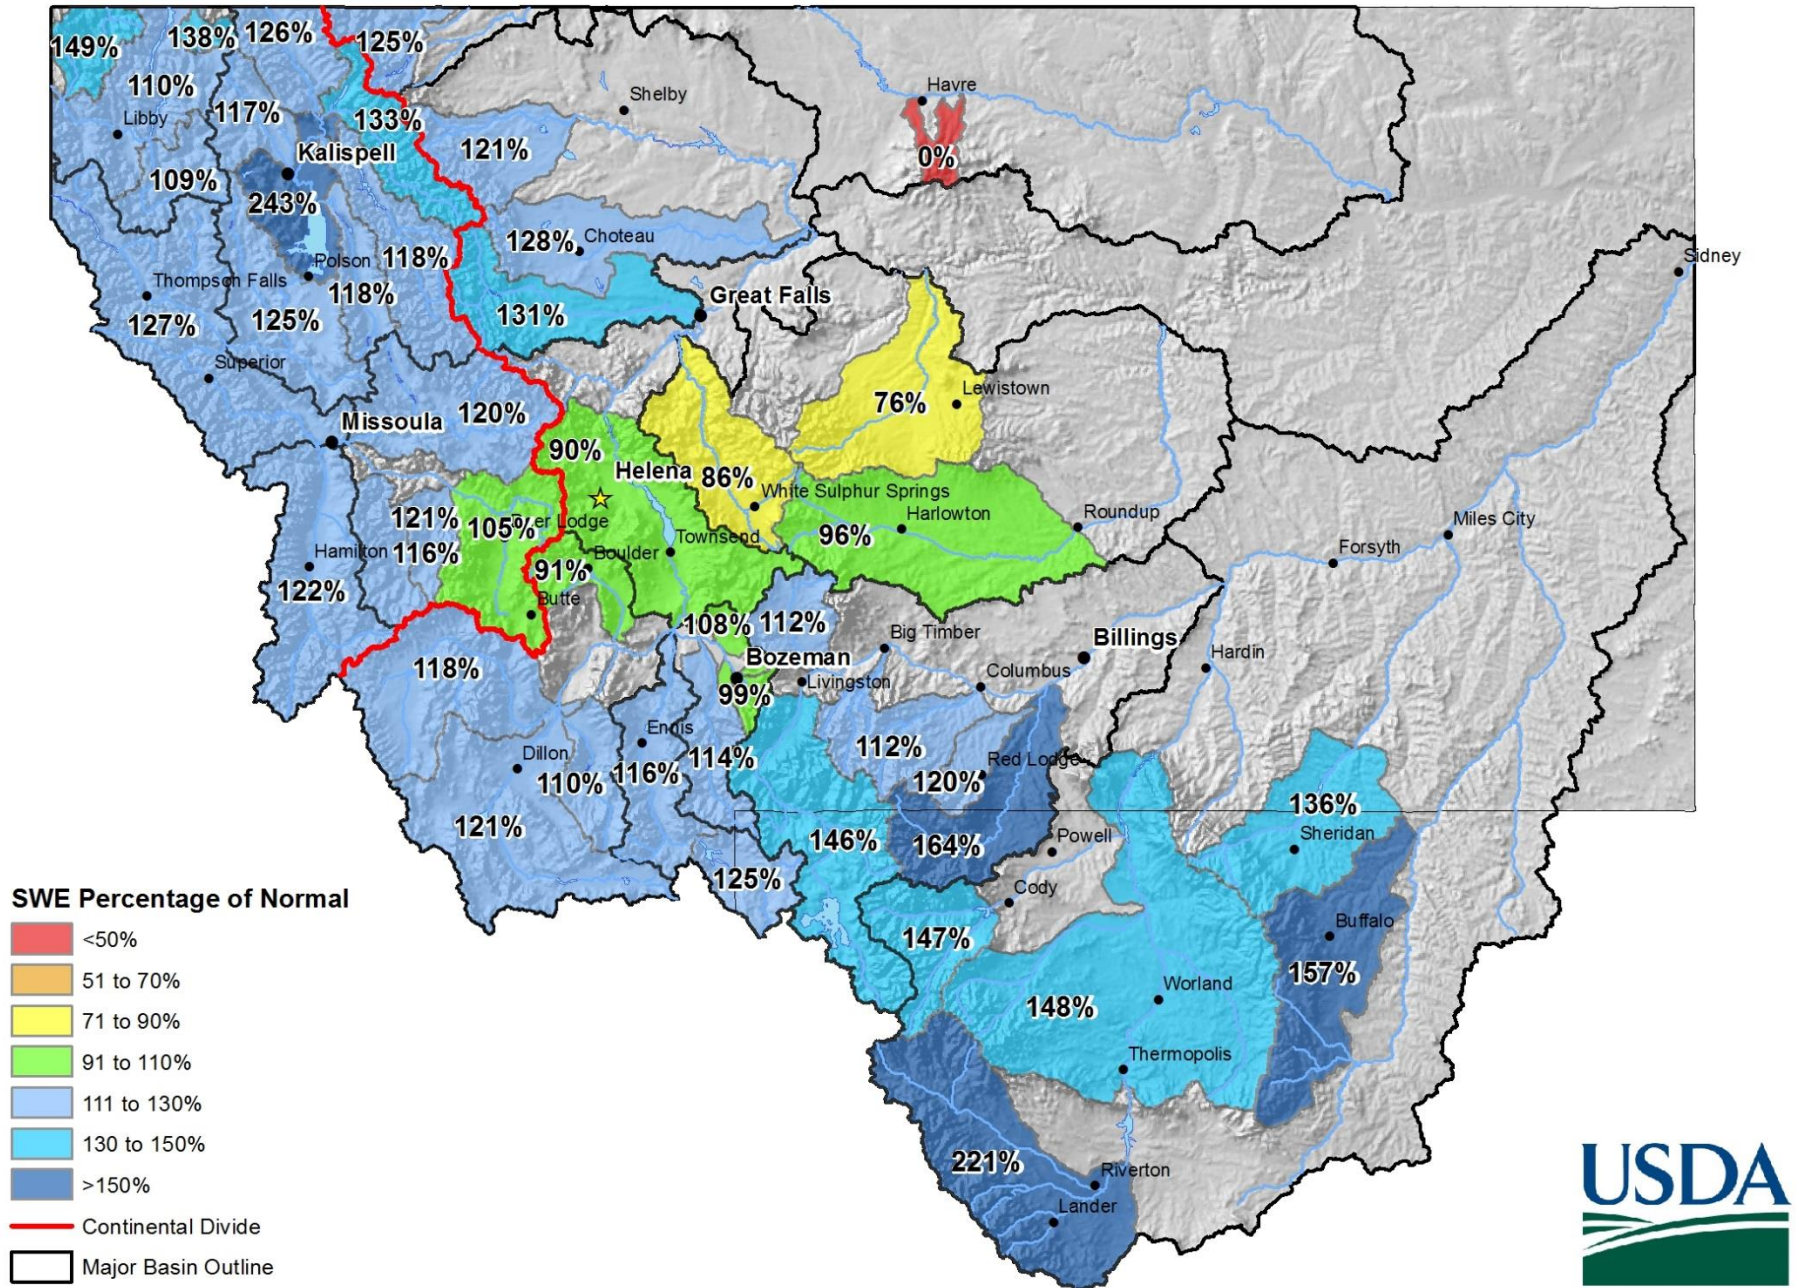 149%
138%
126%
125%
110%
Libby
117%
Kalispell
133%
121%
Shelby
Havre
0%
109%
243%
128%
Choteau
118%
Polson
Thompson Falls
118%
127%
125%
131%
Great Falls
Sidney
Superior
Missoula
120%
76%
Lewistown
90%
Helena
86%
White Sulphur Springs
Harlowton
96%
Roundup
Miles City
Forsyth
121%
105%
er Lodge
Hamilton
116%
Townsend
Boulder
91%
122%
Butte
108%
112%
Big Timber
Billings
Hardin
118%
Bozeman
Livingston
Columbus
99%
Ennis
Dillon
110%
116%
114%
112%
Red Lodge
120%
136%
Sheridan
121%
146%
164%
Powell
125%
Cody
Buffalo
147%
157%
148%
Worland
Thermopolis
221%
Riverton
Lander
SWE Percentage of Normal
<50%
51 to 70%
71 to 90%
91 to 110%
111 to 130%
130 to 150%
>150%
Continental Divide
Major Basin Outline
USDA